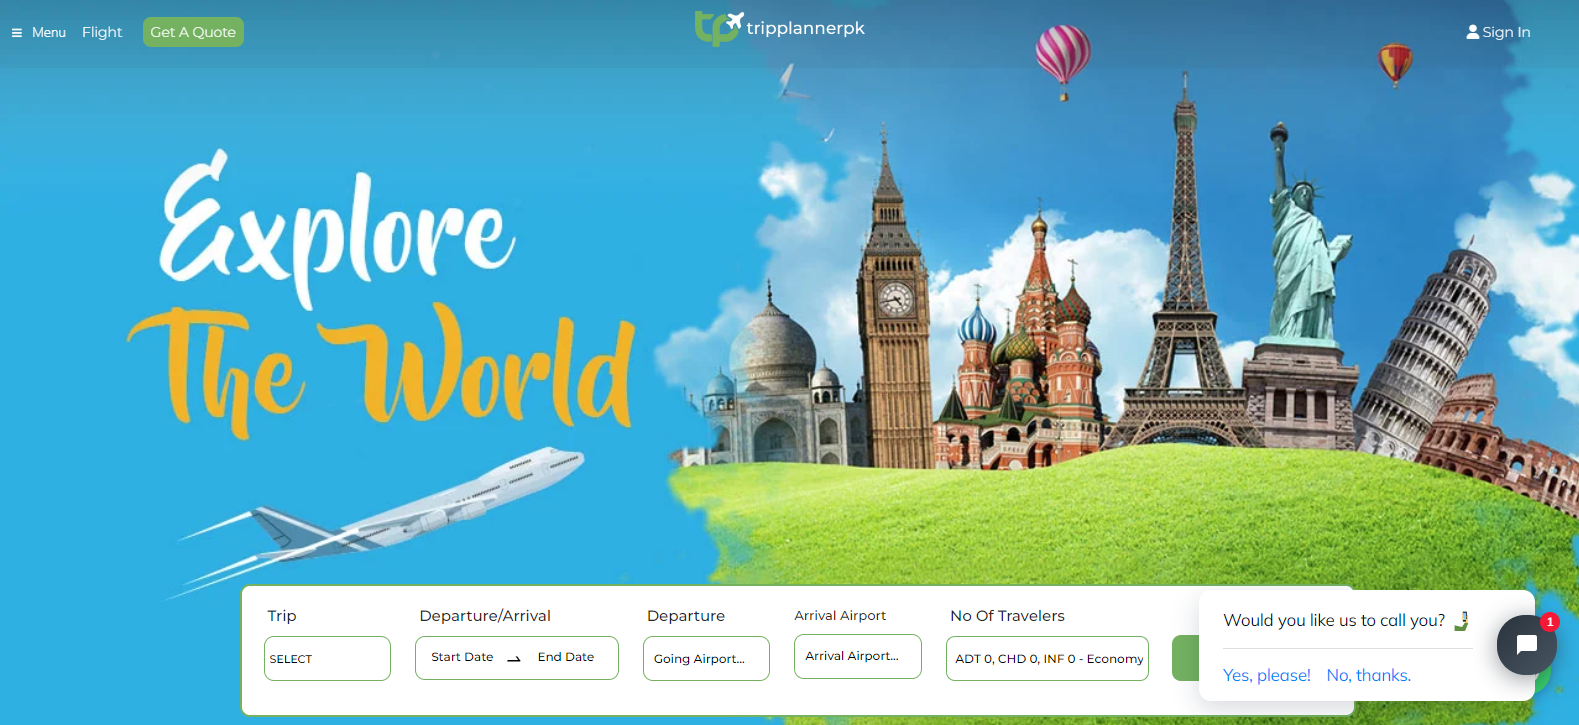 Menu Flight Get A Quote
tripplannerpk
Sign In
Explore
The World
Trip Departure/Arrival Departure Arrival Airport No Of Travelers
SELECT Start Date End Date Going Airport... Arrival Airport... ADT 0, CHD 0, INF 0 - Economy
Would you like us to call you?
1
Yes, please! No, thanks.